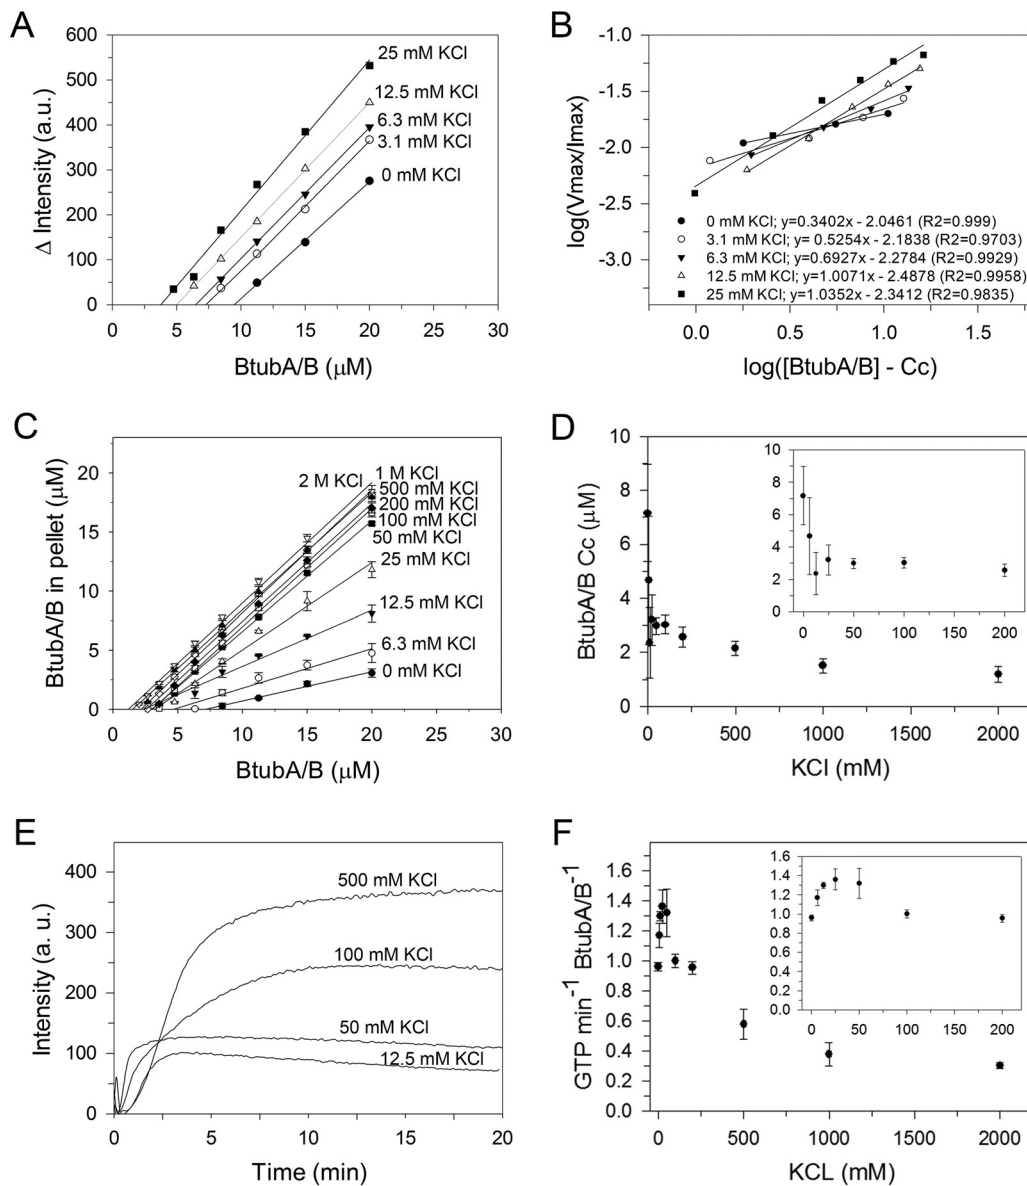 A
600
500
400
300
200
100
0
Δ Intensity (a.u.)
25 mM KCl
12.5 mM KCl
6.3 mM KCl
3.1 mM KCl
0 mM KCl
0 5 10 15 20 25 30
BtubA/B (μM)
B
-1.0
-1.5
-2.0
-2.5
-3.0
log(Vmax/Imax)
0 mM KCl; y=0.3402x - 2.0461 (R2=0.999)
3.1 mM KCl; y= 0.5254x - 2.1838 (R2=0.9703)
6.3 mM KCl; y=0.6927x - 2.2784 (R2=0.9929)
12.5 mM KCl; y=1.0071x - 2.4878 (R2=0.9958)
25 mM KCl; y=1.0352x - 2.3412 (R2=0.9835)
0.0 0.5 1.0 1.5
log([BtubA/B] - Cc)
C
20
15
10
5
0
BtubA/B in pellet (μM)
2 M KCl
1 M KCl
500 mM KCl
200 mM KCl
100 mM KCl
50 mM KCl
25 mM KCl
12.5 mM KCl
6.3 mM KCl
0 mM KCl
0 5 10 15 20 25 30
BtubA/B (μM)
D
10
8
6
4
2
0
BtubA/B Cc (μM)
10
8
6
4
2
0
0 50 100 150 200
0 500 1000 1500 2000
KCl (mM)
E
400
300
200
100
0
Intensity (a. u.)
500 mM KCl
100 mM KCl
50 mM KCl
12.5 mM KCl
0 5 10 15 20
Time (min)
F
1.6
1.4
1.2
1.0
0.8
0.6
0.4
0.2
0.0
GTP min⁻¹ BtubA/B⁻¹
1.6
1.4
1.2
1.0
0.8
0.6
0.4
0.2
0.0
0 50 100 150 200
0 500 1000 1500 2000
KCL (mM)